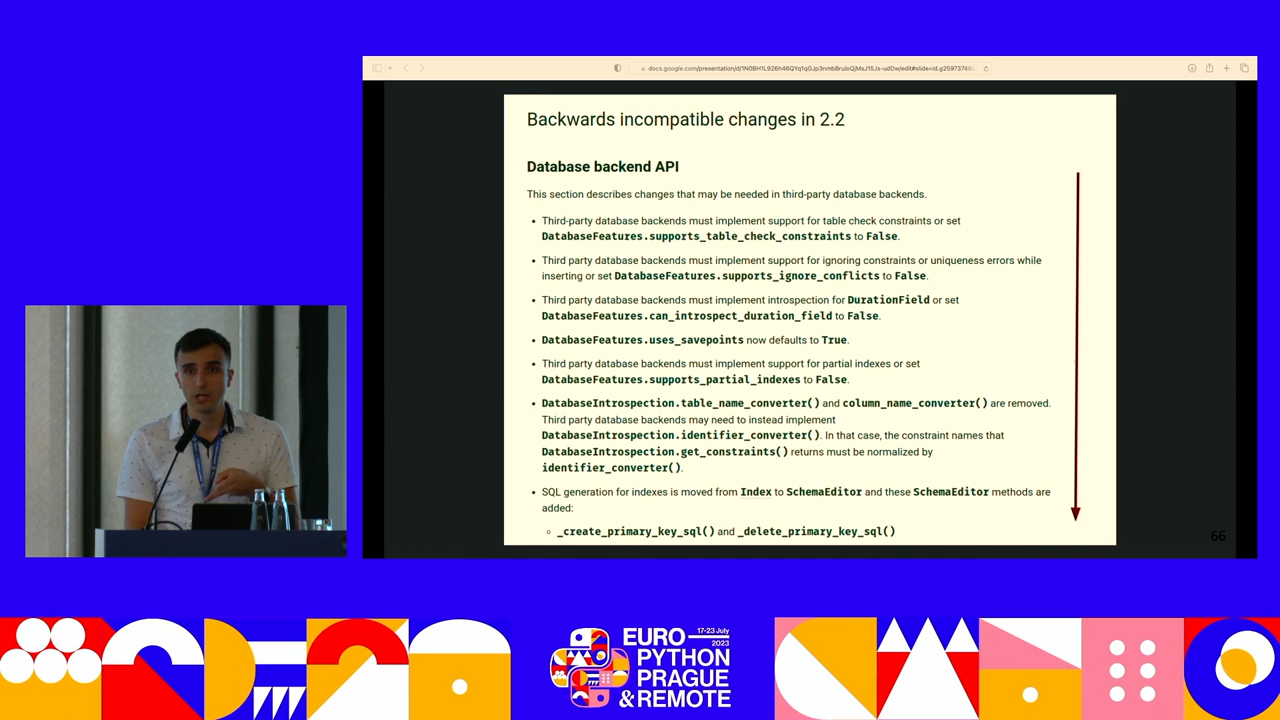 Backwards incompatible changes in 2.2
Database backend API
This section describes changes that may be needed in third-party database backends.
• Third-party database backends must implement support for table check constraints or set
DatabaseFeatures.supports_table_check_constraints to False.
• Third party database backends must implement support for ignoring constraints or uniqueness errors while
inserting or set DatabaseFeatures.supports_ignore_conflicts to False.
• Third party database backends must implement introspection for DurationField or set
DatabaseFeatures.can_introspect_duration_field to False.
• DatabaseFeatures.uses_savepoints now defaults to True.
• Third party database backends must implement support for partial indexes or set
DatabaseFeatures.supports_partial_indexes to False.
• DatabaseIntrospection.table_name_converter() and column_name_converter() are removed.
Third party database backends may need to instead implement
DatabaseIntrospection.identifier_converter(). In that case, the constraint names that
DatabaseIntrospection.get_constraints() returns must be normalized by
identifier_converter().
• SQL generation for indexes is moved from Index to SchemaEditor and these SchemaEditor methods are
added:
◦ _create_primary_key_sql() and _delete_primary_key_sql()
66
EURO 17-23 July
2023
PYTHON
PRAGUE
& REMOTE